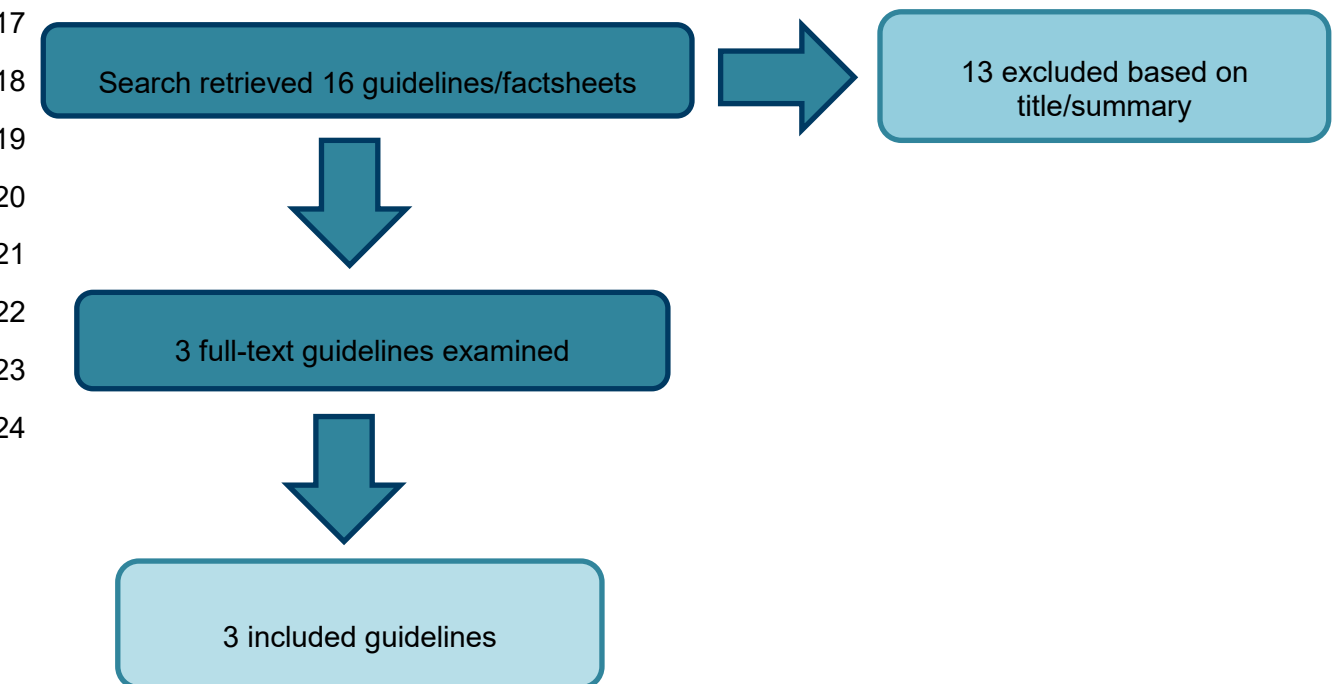 17
18 Search retrieved 16 guidelines/factsheets
13 excluded based on
title/summary
19
20
21
22
3 full-text guidelines examined
23
24
3 included guidelines